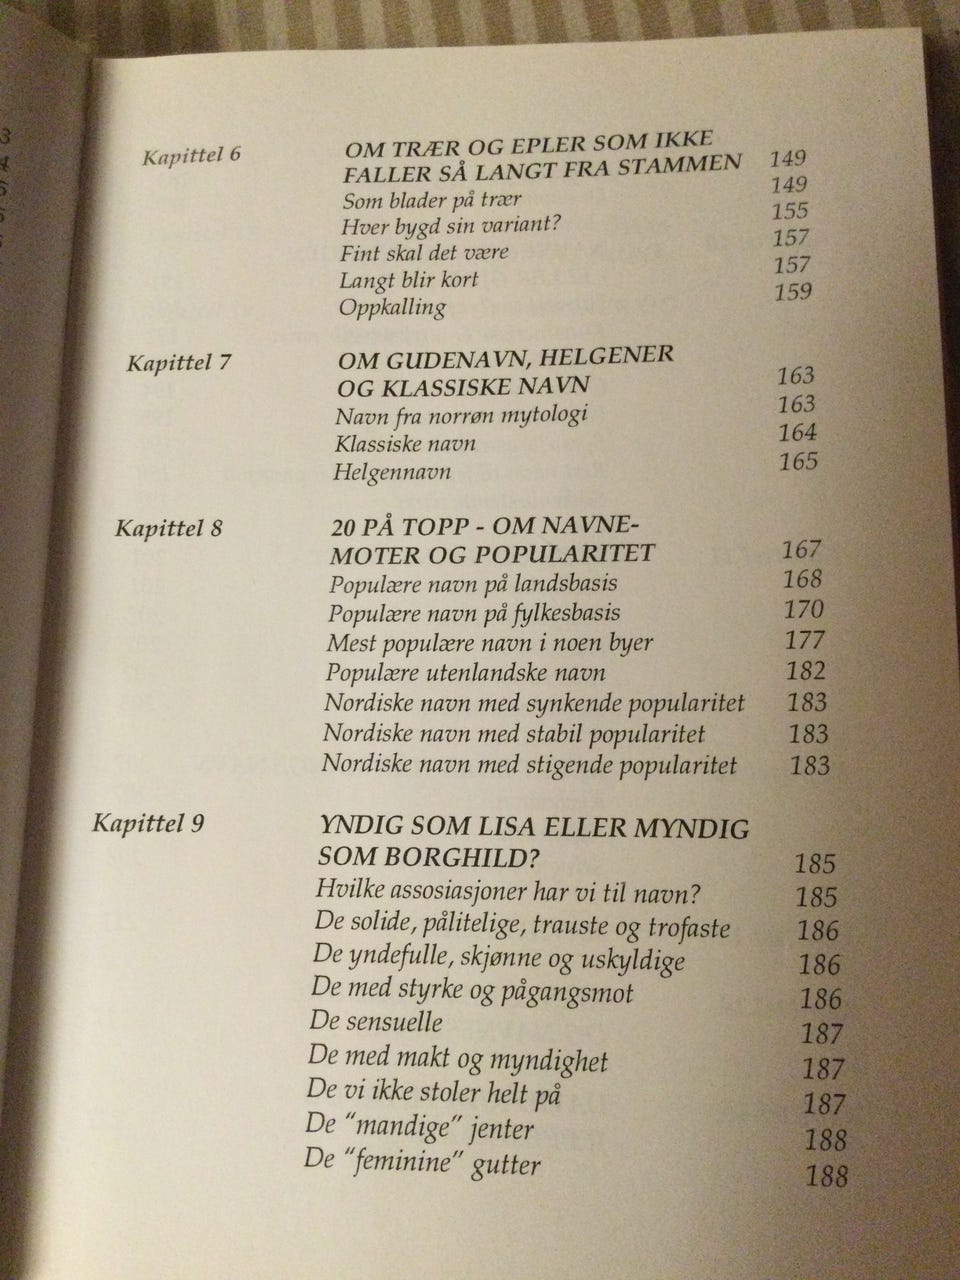 Kapittel 6 OM TRÆR OG EPLER SOM IKKE
FALLER SÅ LANGT FRA STAMMEN 149
Som blader på trær 149
Hver bygd sin variant? 155
Fint skal det være 157
Langt blir kort 157
Oppkalling 159
Kapittel 7 OM GUDENAVN, HELGENER
OG KLASSISKE NAVN 163
Navn fra norrøn mytologi 163
Klassiske navn 164
Helgennavn 165
Kapittel 8 20 PÅ TOPP - OM NAVNE-
MOTER OG POPULARITET 167
Populære navn på landsbasis 168
Populære navn på fylkesbasis 170
Mest populære navn i noen byer 177
Populære utenlandske navn 182
Nordiske navn med synkende popularitet 183
Nordiske navn med stabil popularitet 183
Nordiske navn med stigende popularitet 183
Kapittel 9 YNDIG SOM LISA ELLER MYNDIG
SOM BORGHILD? 185
Hvilke assosiasjoner har vi til navn? 185
De solide, pålitelige, trauste og trofaste 186
De yndefulle, skjønne og uskyldige 186
De med styrke og pågangsmot 186
De sensuelle 187
De med makt og myndighet 187
De vi ikke stoler helt på 187
De "mandige" jenter 188
De "feminine" gutter 188